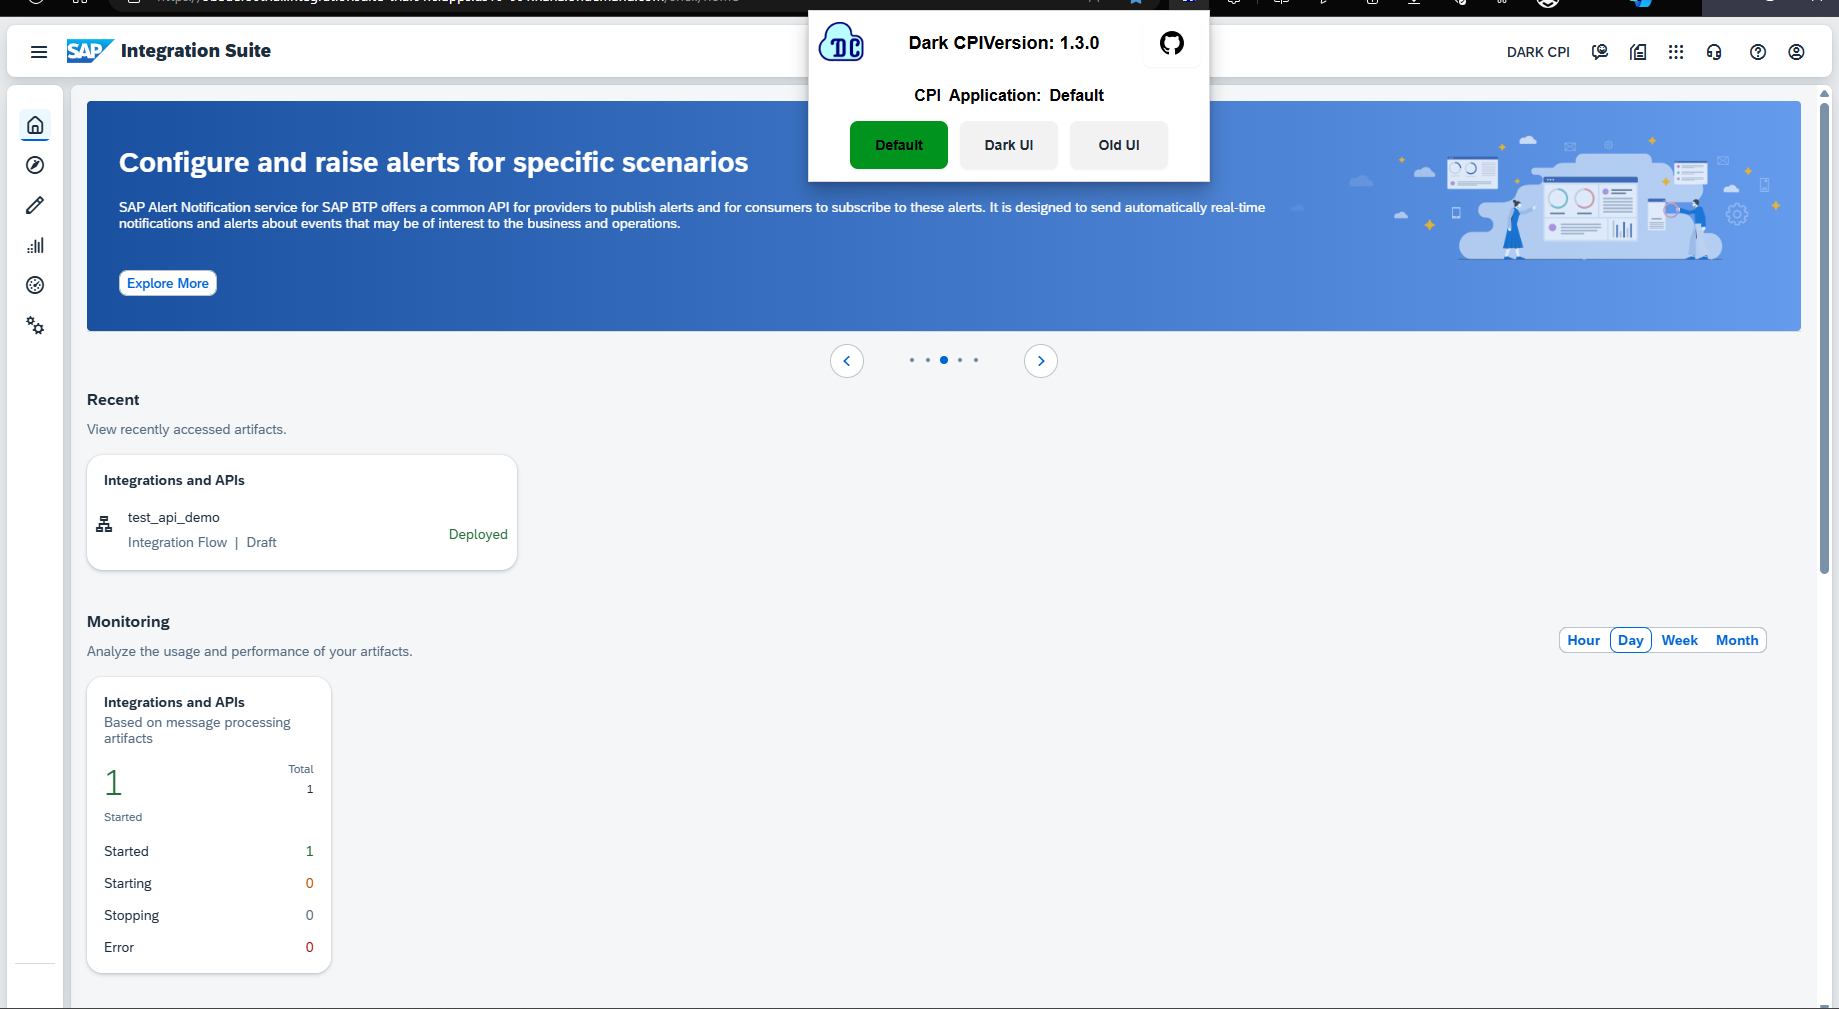 Dark CPIVersion: 1.3.0
CPI Application: Default
Default
Dark UI
Old UI
SAP Integration Suite
DARK CPI
Configure and raise alerts for specific scenarios
SAP Alert Notification service for SAP BTP offers a common API for providers to publish alerts and for consumers to subscribe to these alerts. It is designed to send automatically real-time
notifications and alerts about events that may be of interest to the business and operations.
Explore More
Recent
View recently accessed artifacts.
Integrations and APIs
test_api_demo
Integration Flow | Draft
Deployed
Monitoring
Analyze the usage and performance of your artifacts.
Hour Day Week Month
Integrations and APIs
Based on message processing
artifacts
1
Started
Total
1
Started 1
Starting 0
Stopping 0
Error 0